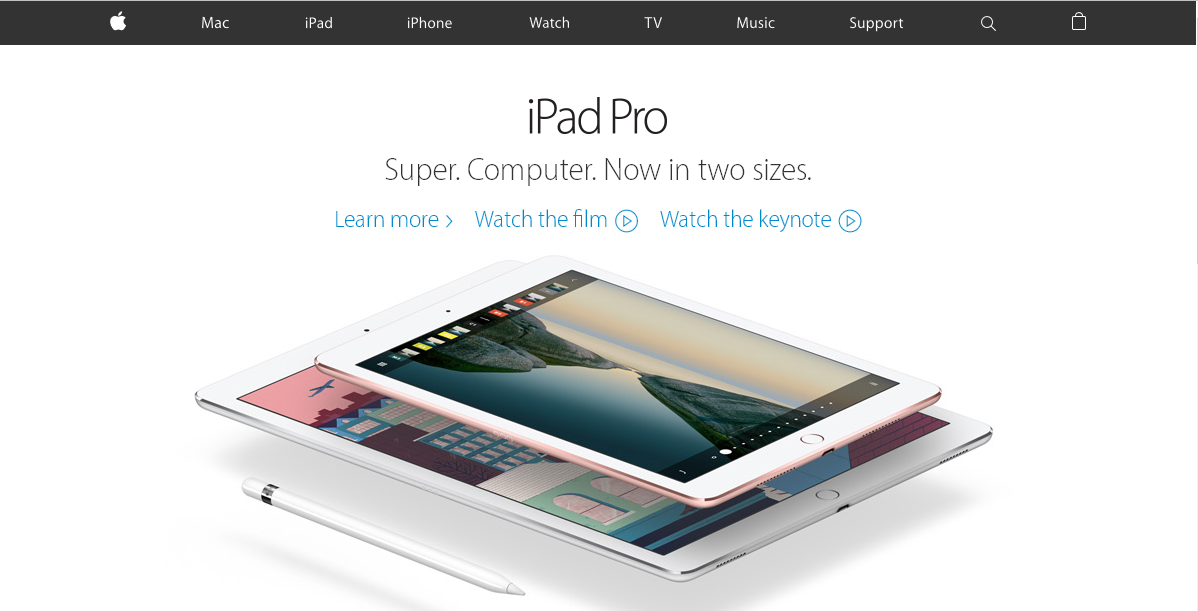 Mac iPad iPhone Watch TV Music Support
iPad Pro
Super. Computer. Now in two sizes.
Learn more Watch the film Watch the keynote